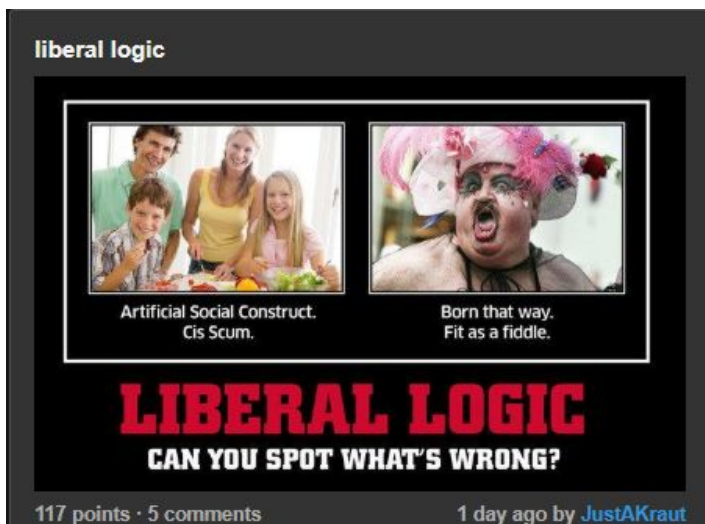 liberal logic
Artificial Social Construct.
Cis Scum.
Born that way.
Fit as a fiddle.
LIBERAL LOGIC
CAN YOU SPOT WHAT'S WRONG?
117 points · 5 comments
1 day ago by JustAKraut